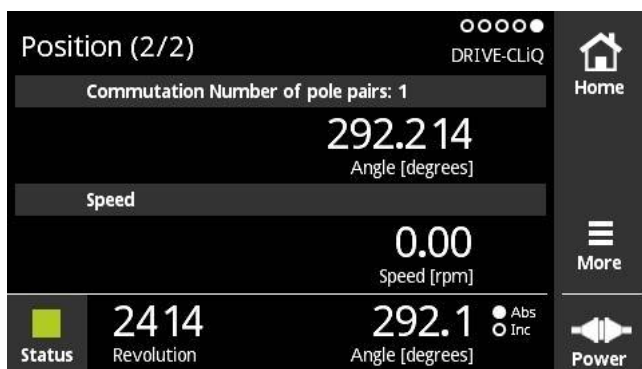 Position (2/2)
DRIVE-CLiQ
Home
Commutation Number of pole pairs: 1
292.214
Angle [degrees]
Speed
0.00
Speed [rpm]
More
Status
2414
Revolution
292.1
Angle [degrees]
Abs
Inc
Power